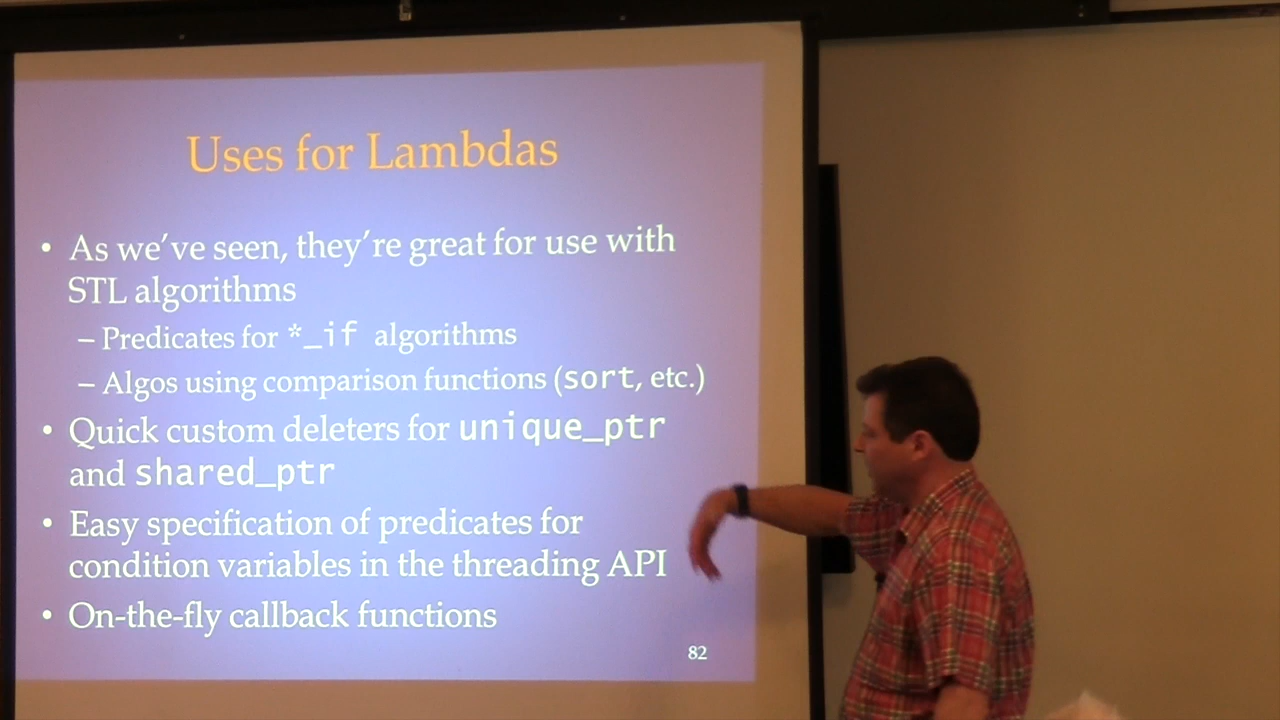 Uses for Lambdas
• As we've seen, they're great for use with
STL algorithms
– Predicates for *_if algorithms
– Algos using comparison functions (sort, etc.)
• Quick custom deleters for unique_ptr
and shared_ptr
• Easy specification of predicates for
condition variables in the threading API
• On-the-fly callback functions
82